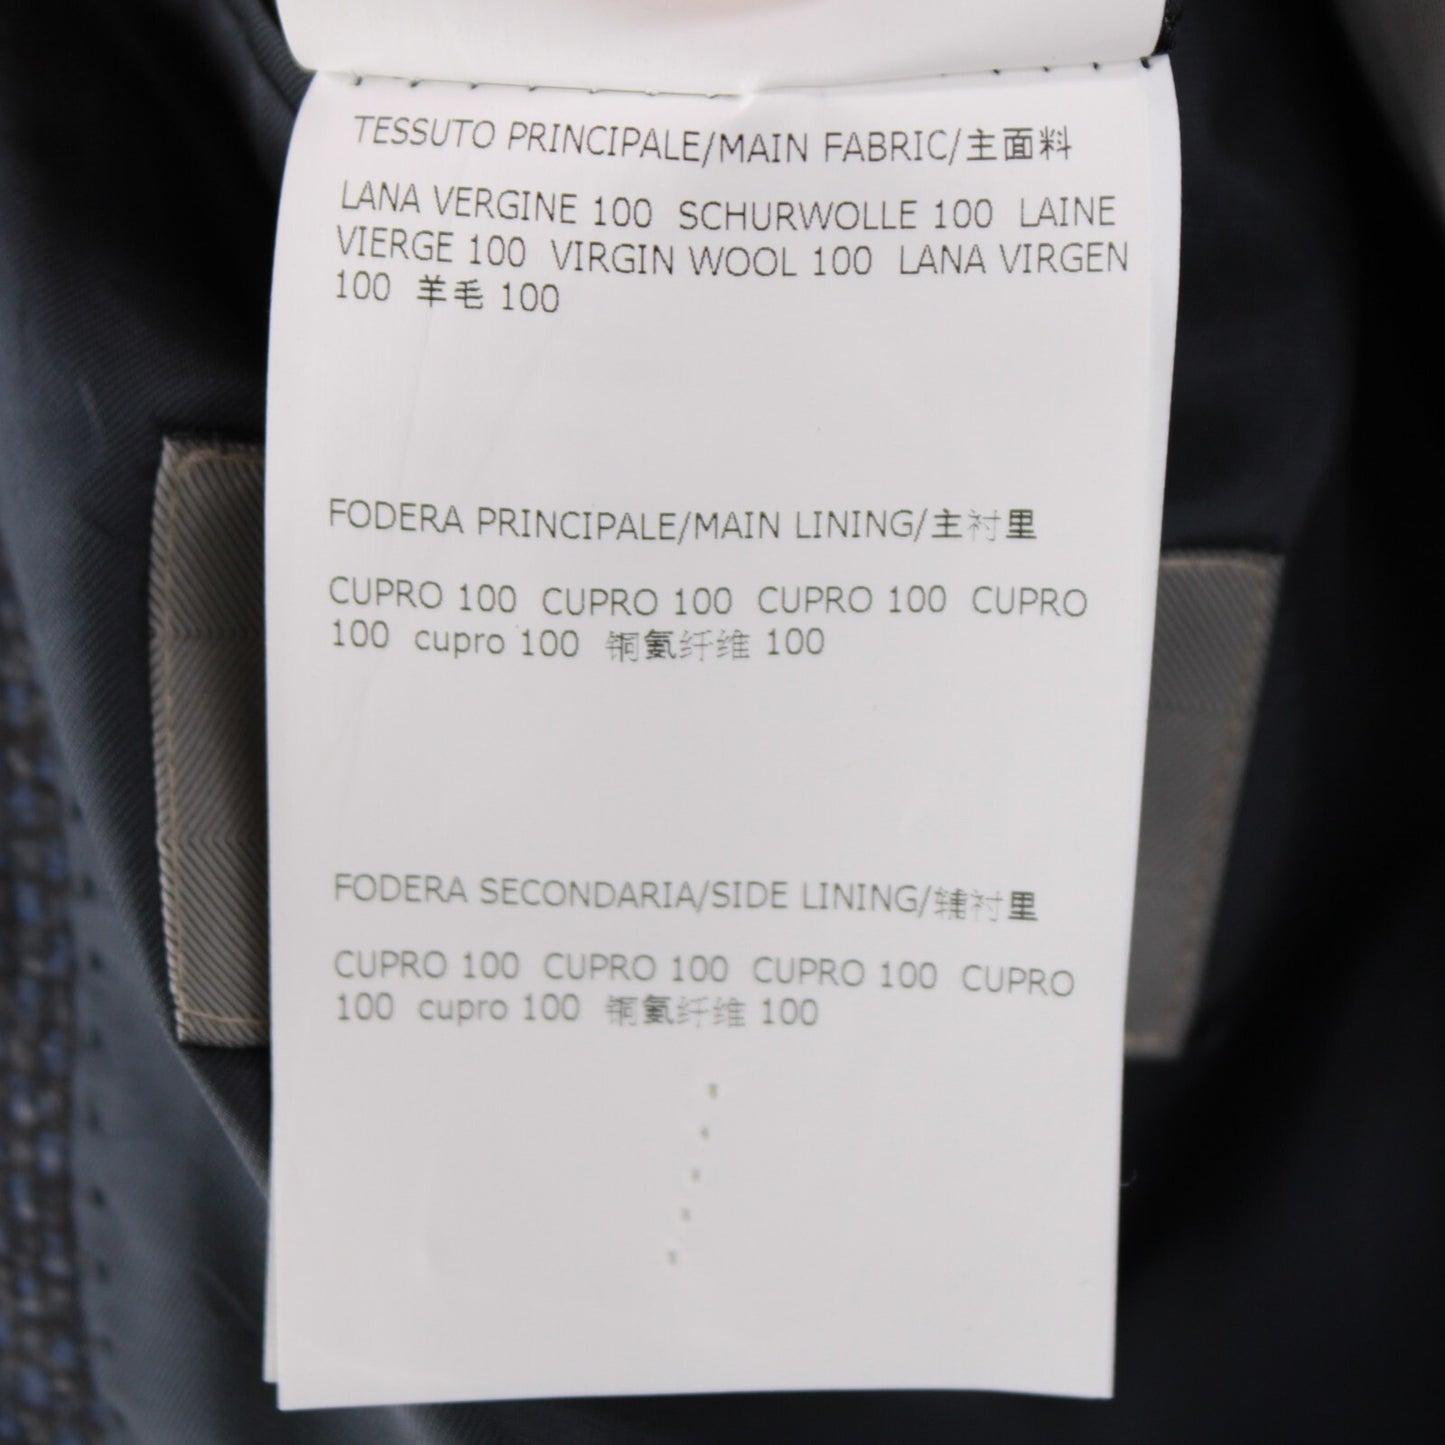 TESSUTO PRINCIPALE/MAIN FABRIC/主面料
LANA VERGINE 100 SCHURWOLLE 100 LAINE
VIERGE 100 VIRGIN WOOL 100 LANA VIRGEN
100 羊毛 100
FODERA PRINCIPALE/MAIN LINING/主衬里
CUPRO 100 CUPRO 100 CUPRO 100 CUPRO
100 cupro 100 铜氨纤维 100
FODERA SECONDARIA/SIDE LINING/辅衬里
CUPRO 100 CUPRO 100 CUPRO 100 CUPRO
100 cupro 100 铜氨纤维 100